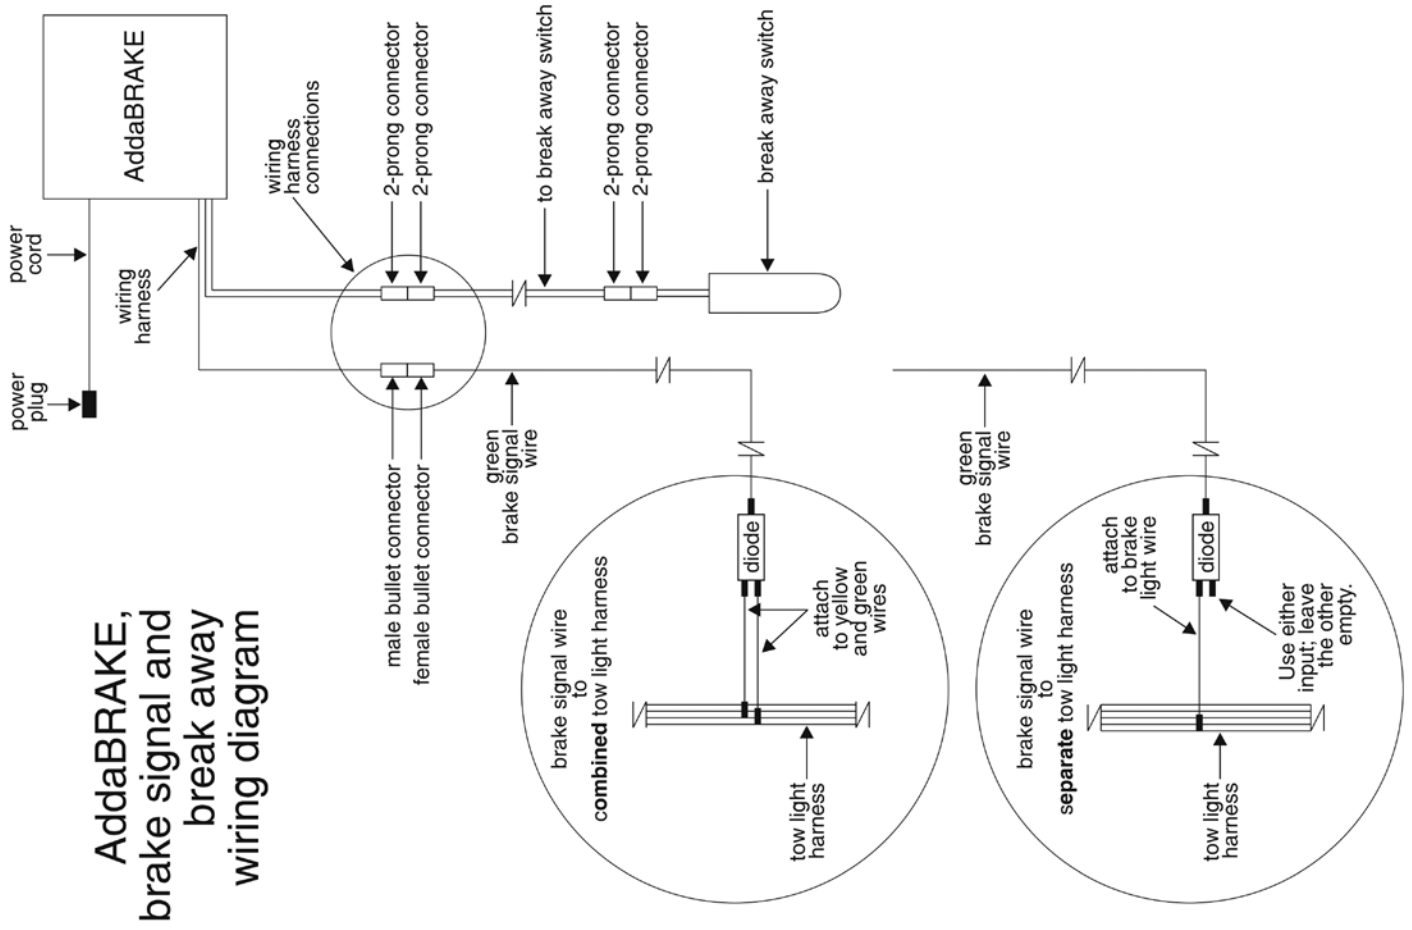 AddaBRAKE,
brake signal and
break away
wiring diagram
AddaBRAKE
power
cord
power
plug
wiring
harness
wiring
harness
connections
2-prong connector
2-prong connector
to break away switch
2-prong connector
2-prong connector
break away switch
male bullet connector
female bullet connector
green
brake signal
wire
brake signal wire
to
combined tow light harness
diode
attach
to yellow
and green
wires
tow light
harness
green
brake signal
wire
brake signal wire
to
separate tow light harness
attach
to brake
light wire
diode
Use either
input; leave
the other
empty.
tow light
harness